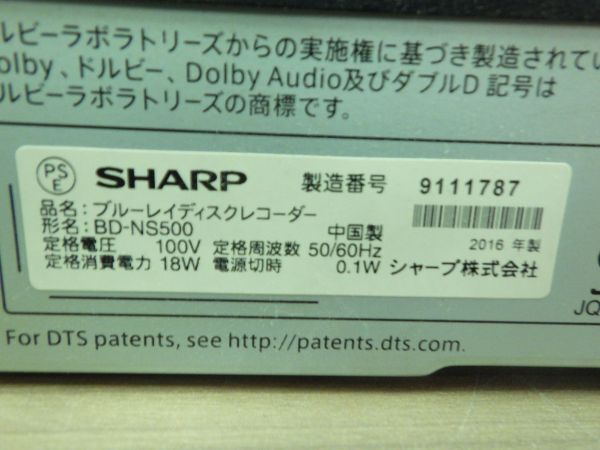 ルビーラボラトリーズからの実施権に基づき製造されてい
olby、ドルビー、Dolby Audio及びダブルD 記号は
ルビーラボラトリーズの商標です。
PS E SHARP 製造番号 9111787
品名：ブルーレイディスクレコーダー
形名：BD-NS500 中国製
2016 年製
定格電圧 100V 定格周波数 50/60Hz
定格消費電力 18W 電源切時 0.1W シャープ株式会社
JQ
For DTS patents, see http://patents.dts.com.